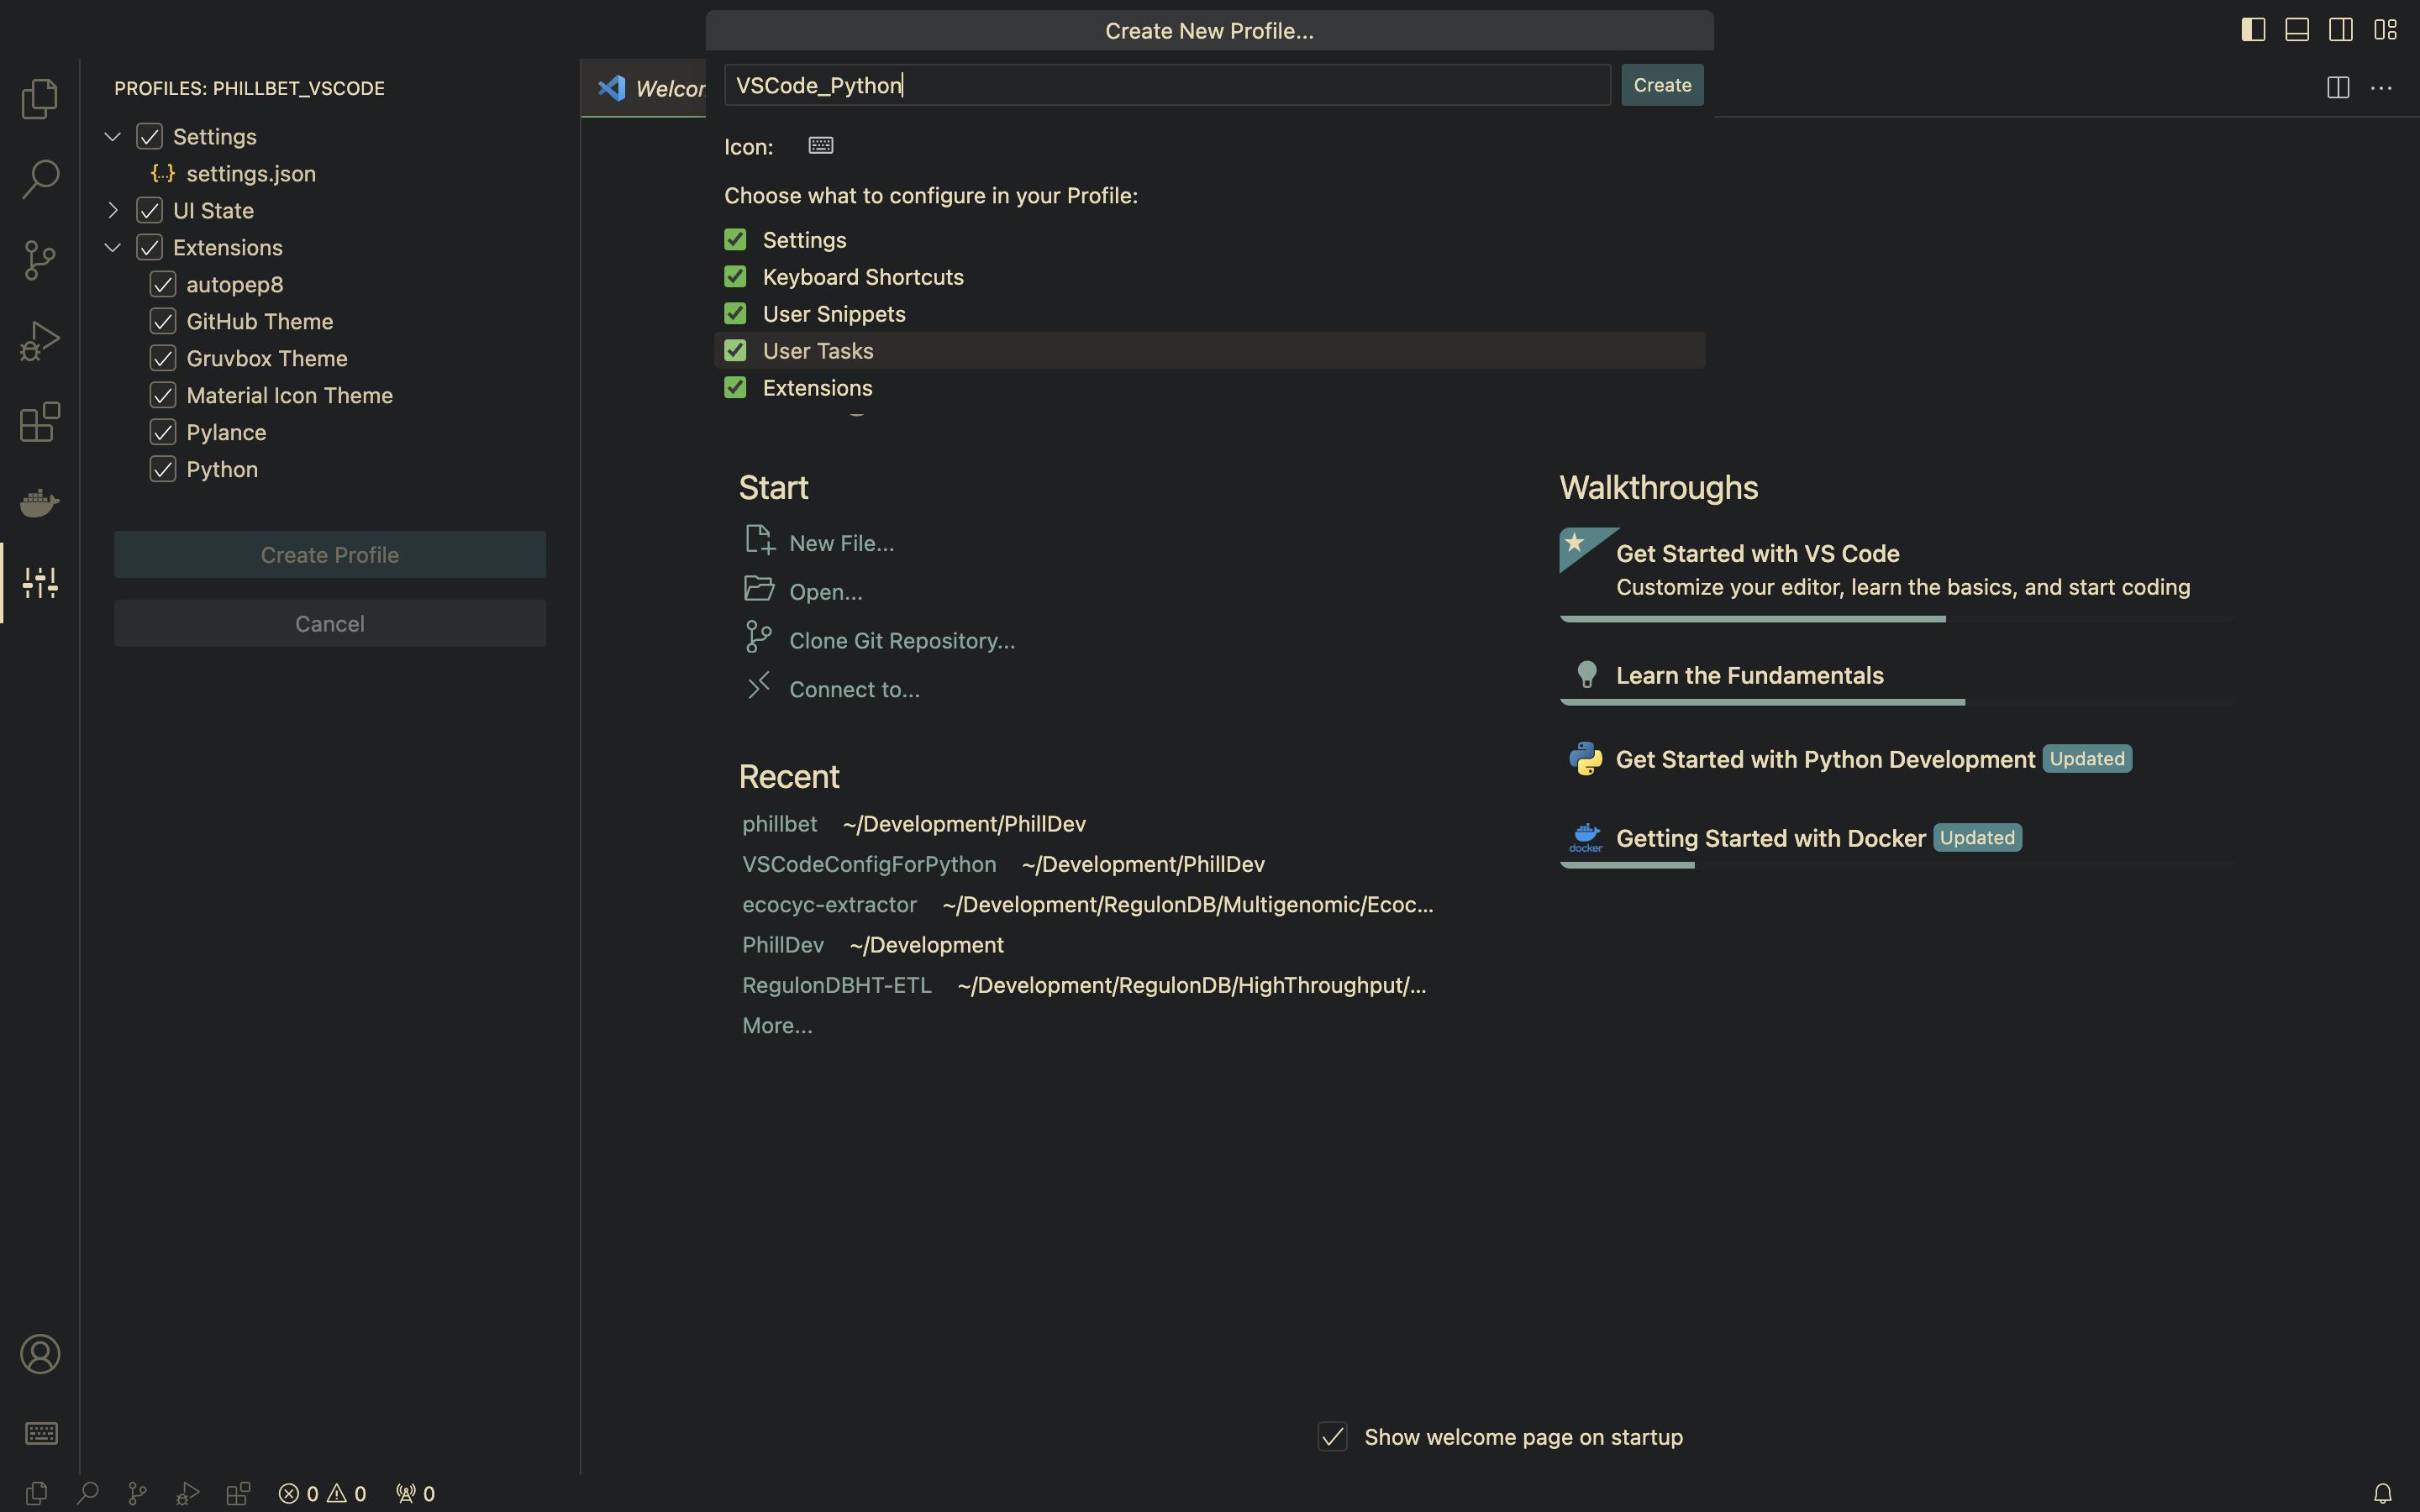 Create New Profile...
PROFILES: PHILLBET_VSCODE
Settings
settings.json
UI State
Extensions
autopep8
GitHub Theme
Gruvbox Theme
Material Icon Theme
Pylance
Python
Create Profile
Cancel
Welcor
VSCode_Python
Create
Icon:
Choose what to configure in your Profile:
Settings
Keyboard Shortcuts
User Snippets
User Tasks
Extensions
Start
New File...
Open...
Clone Git Repository...
Connect to...
Recent
phillbet ~/Development/PhillDev
VSCodeConfigForPython ~/Development/PhillDev
ecocyc-extractor ~/Development/RegulonDB/Multigenomic/Ecoc...
PhillDev ~/Development
RegulonDBHT-ETL ~/Development/RegulonDB/HighThroughput/...
More...
Walkthroughs
Get Started with VS Code
Customize your editor, learn the basics, and start coding
Learn the Fundamentals
Get Started with Python Development Updated
docker
Getting Started with Docker Updated
Show welcome page on startup
0 0 0